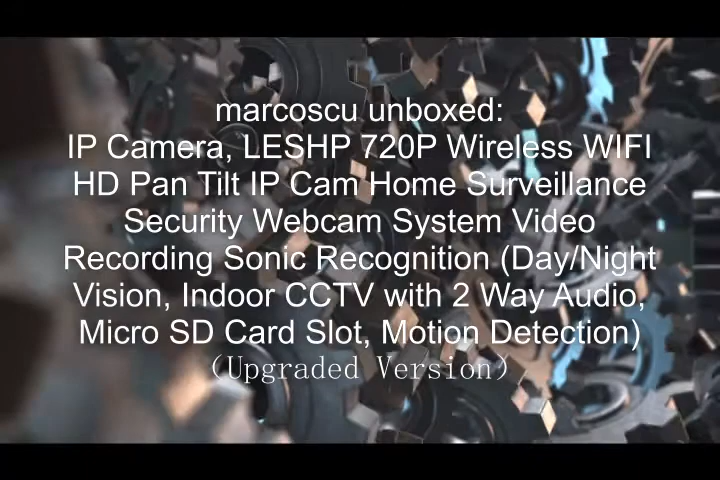 marcoscu unboxed:
IP Camera, LESHP 720P Wireless WIFI
HD Pan Tilt IP Cam Home Surveillance
Security Webcam System Video
Recording Sonic Recognition (Day/Night
Vision, Indoor CCTV with 2 Way Audio,
Micro SD Card Slot, Motion Detection)
（Upgraded Version）